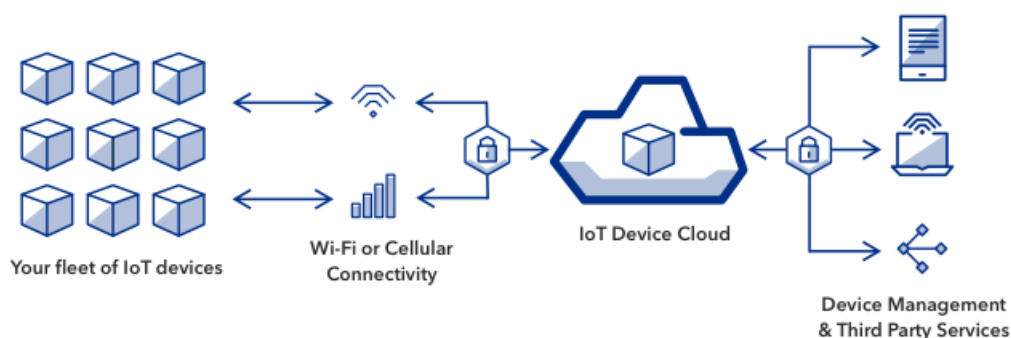 Your fleet of IoT devices
Wi-Fi or Cellular
Connectivity
IoT Device Cloud
Device Management
& Third Party Services